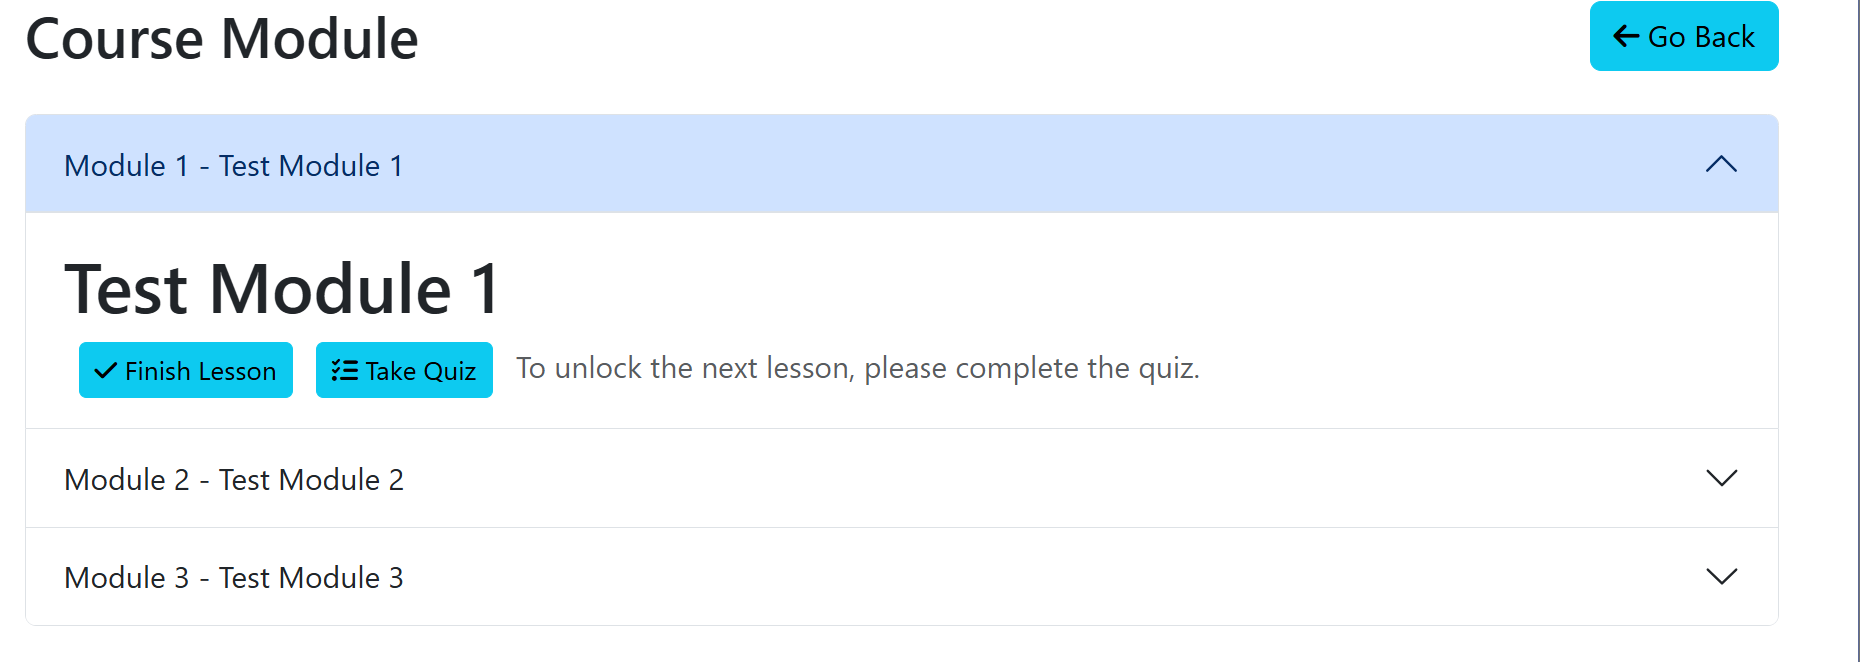 Course Module
Go Back
Module 1 - Test Module 1
Test Module 1
Finish Lesson
Take Quiz
To unlock the next lesson, please complete the quiz.
Module 2 - Test Module 2
Module 3 - Test Module 3